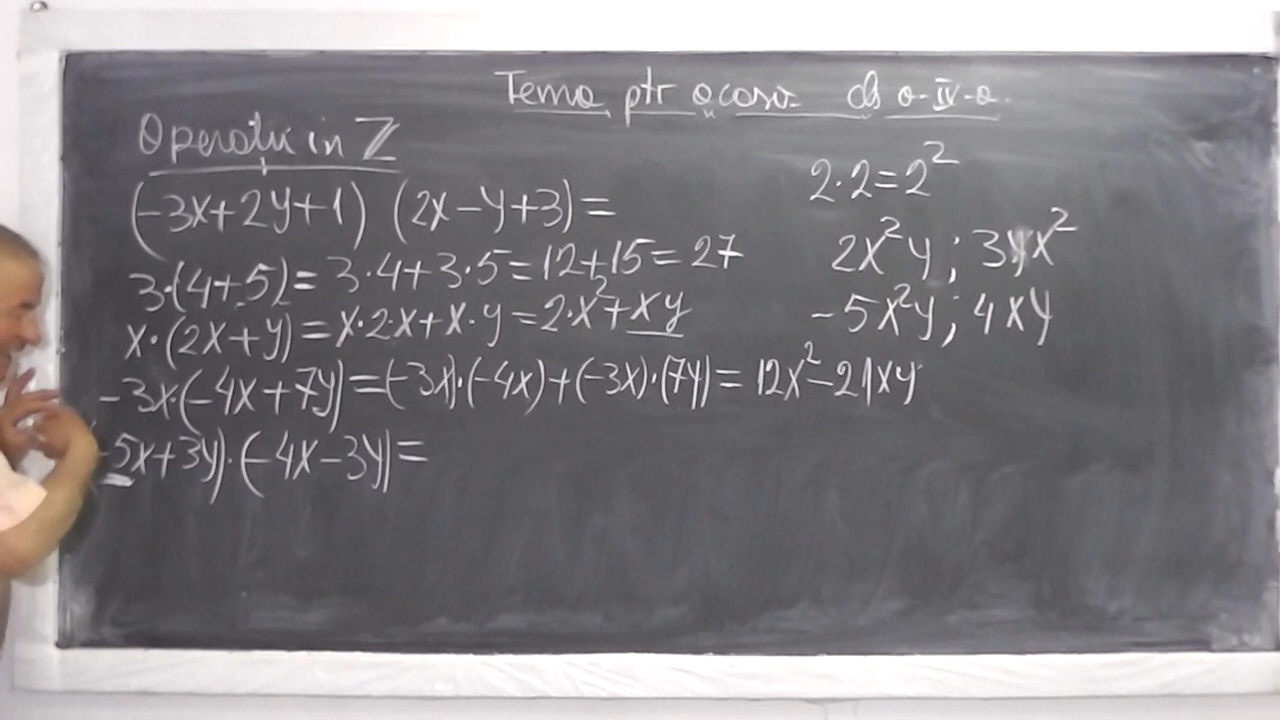 Tema ptr acasa cls a-IV-a
Operatii in Z
(-3x+2y+1) (2x-y+3)=
3·(4+5)=3·4+3·5=12+15=27
x·(2x+y)=x·2·x+x·y=2·x²+xy
-3x·(-4x+7y)=(-3x)·(-4x)+(-3x)·(7y)=12x²-21xy
-5x+3y)·(-4x-3y)=
2·2=2²
2x²y; 3yx²
-5x²y; 4xy